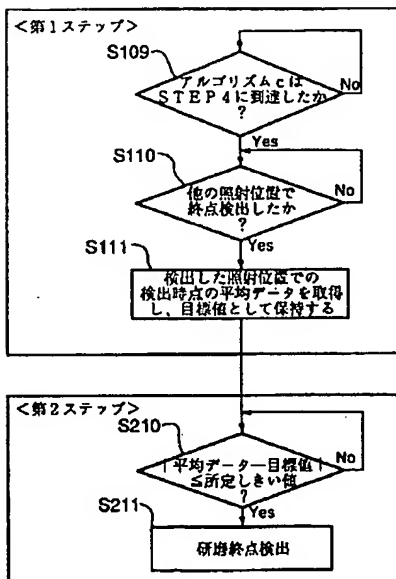 <第1ステップ>
S109
アルゴリズムcは
STEP4に到達したか
?
No
Yes
S110
他の照射位置で
終点検出したか
?
No
Yes
S111
検出した照射位置での
検出時点の平均データを取得
し、目標値として保持する
<第2ステップ>
S210
|平均データー目標値|
≦所定しきい値
?
No
Yes
S211
研磨終点検出